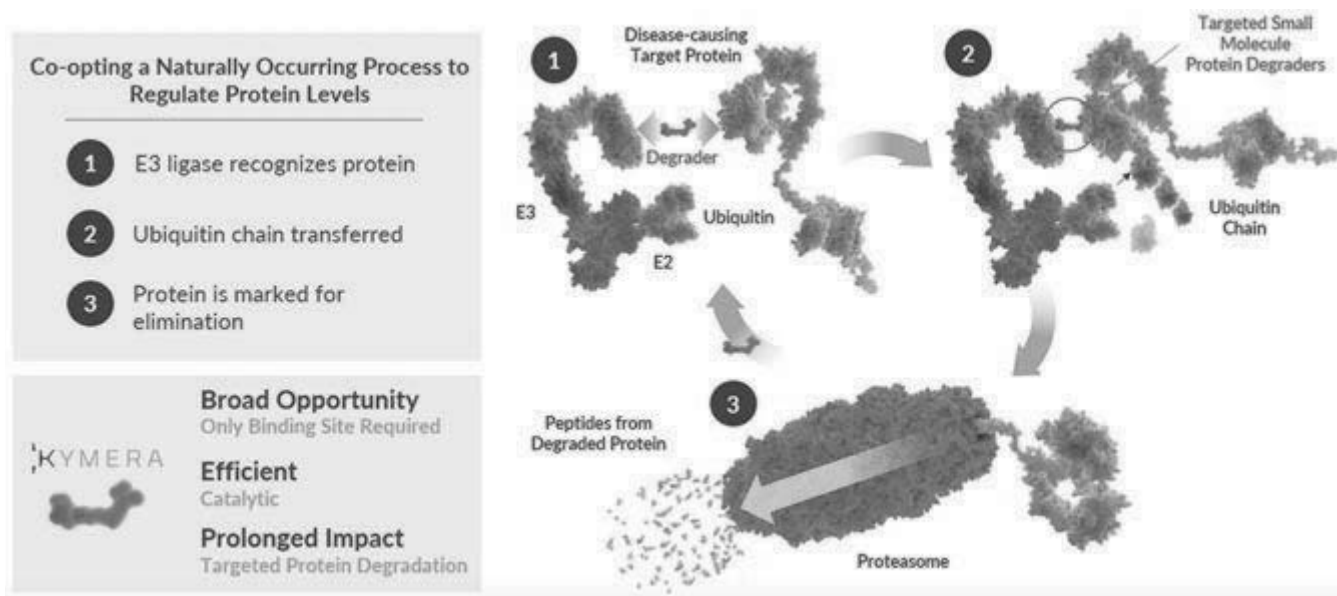 Co-opting a Naturally Occurring Process to
Regulate Protein Levels
1 E3 ligase recognizes protein
2 Ubiquitin chain transferred
3 Protein is marked for
elimination
KYMERA
Broad Opportunity
Only Binding Site Required
Efficient
Catalytic
Prolonged Impact
Targeted Protein Degradation
1
Disease-causing
Target Protein
Degrader
E3
Ubiquitin
E2
2
Targeted Small
Molecule
Protein Degraders
Ubiquitin
Chain
3
Peptides from
Degraded Protein
Proteasome